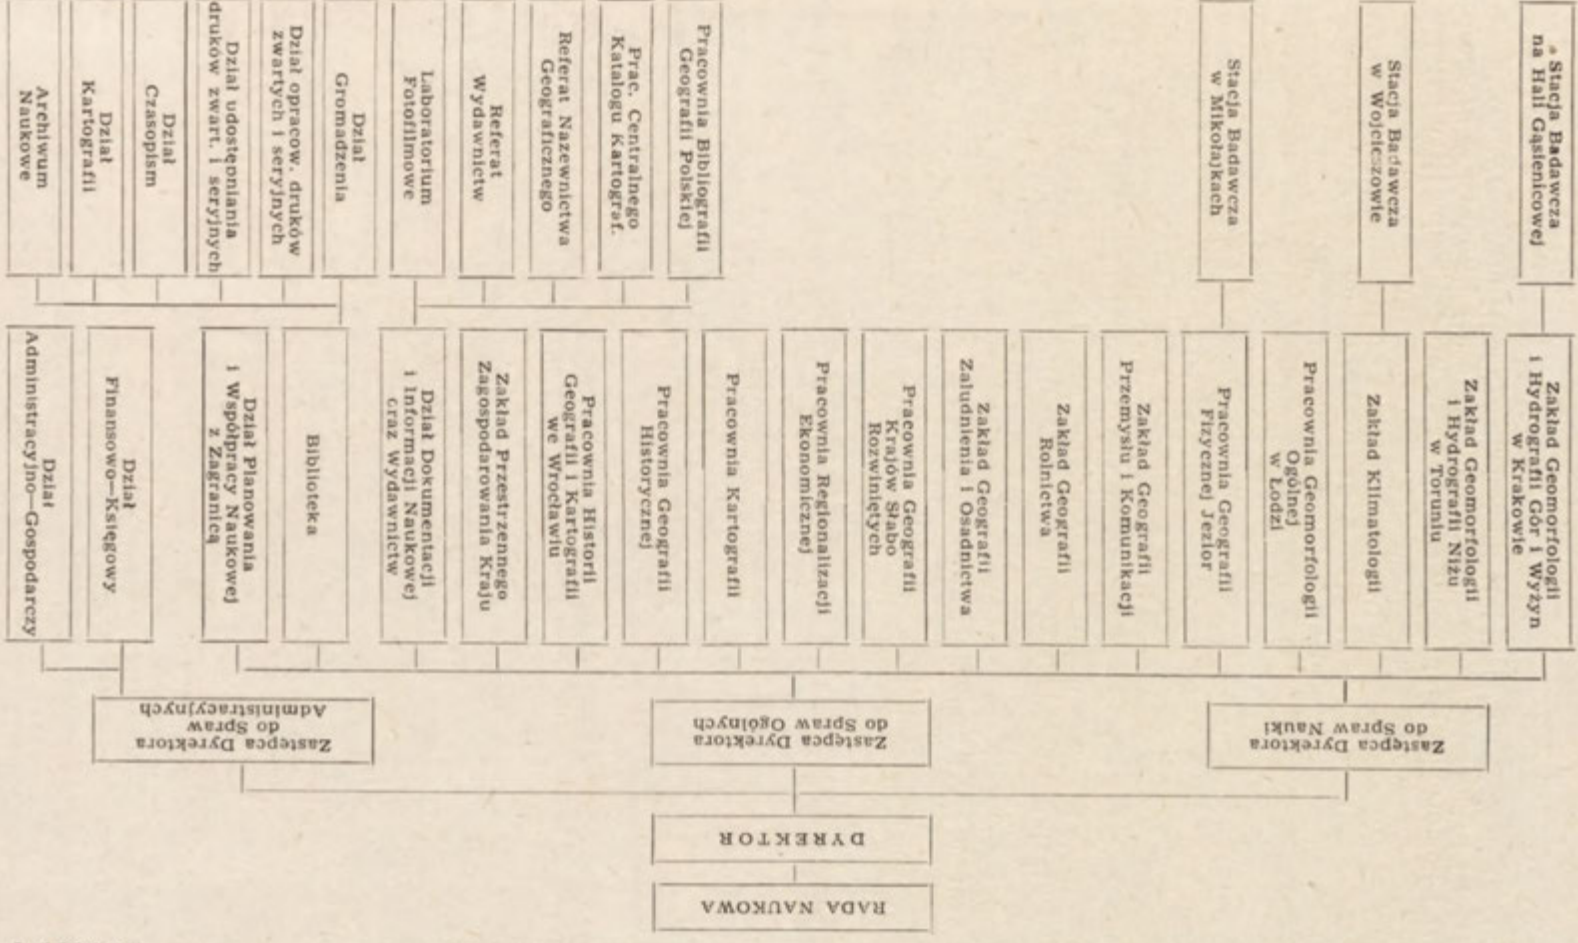 RADA NAUKOWA
DYREKTOR
Zastępca Dyrektora
do Spraw Nauki
Zastępca Dyrektora
do Spraw Ogólnych
Zastępca Dyrektora
do Spraw
Administracyjnych
Zakład Geomorfologii
i Hydrografii Gór i Wyżyn
w Krakowie
Zakład Geomorfologii
i Hydrografii Niżu
w Toruniu
Zakład Klimatologii
Pracownia Geomorfologii
Ogólnej
w Łodzi
Pracownia Geografii
Fizycznej Jezior
Zakład Geografii
Przemysłu i Komunikacji
Zakład Geografii
Rolnictwa
Zakład Geografii
Zaludnienia i Osadnictwa
Pracownia Geografii
Krajów Słabo
Rozwiniętych
Pracownia Regionalizacji
Ekonomicznej
Pracownia Kartografii
Pracownia Geografii
Historycznej
Pracownia Historii
Geografii i Kartografii
we Wrocławiu
Zakład Przestrzennego
Zagospodarowania Kraju
Dział Dokumentacji
i Informacji Naukowej
oraz Wydawnictw
Biblioteka
Dział Planowania
i Współpracy Naukowej
z Zagranicą
Dział
Finansowo—Księgowy
Dział
Administracyjno—Gospodarczy
Stacja Badawcza
na Hali Gąsienicowej
Stacja Badawcza
w Wojcieszowie
Stacja Badawcza
w Mikołajkach
Pracownia Bibliografii
Geografii Polskiej
Prac. Centralnego
Katalogu Kartograf.
Referat Nazewnictwa
Geograficznego
Referat
Wydawnictw
Laboratorium
Fotofilmowe
Dział
Gromadzenia
Dział opracow. druków
zwartych i seryjnych
Dział udostępniania
druków zwart. i seryjnych
Dział
Czasopism
Dział
Kartografii
Archiwum
Naukowe